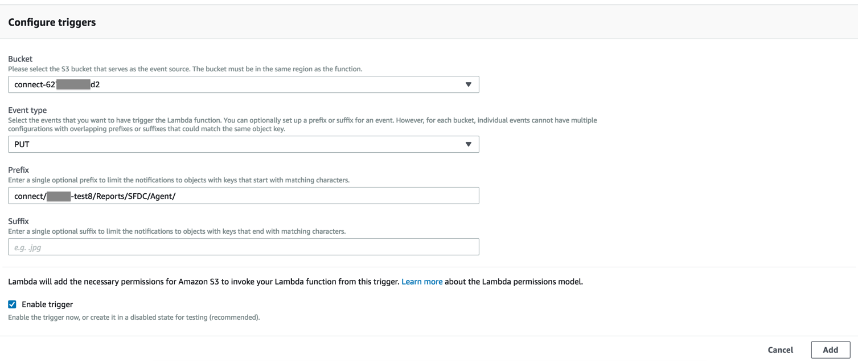 Configure triggers
Bucket
Please select the S3 bucket that serves as the event source. The bucket must be in the same region as the function.
connect-62 d2
Event type
Select the events that you want to have trigger the Lambda function. You can optionally set up a prefix or suffix for an event. However, for each bucket, individual events cannot have multiple
configurations with overlapping prefixes or suffixes that could match the same object key.
PUT
Prefix
Enter a single optional prefix to limit the notifications to objects with keys that start with matching characters.
connect/ -test8/Reports/SFDC/Agent/
Suffix
Enter a single optional suffix to limit the notifications to objects with keys that end with matching characters.
e.g. .jpg
Lambda will add the necessary permissions for Amazon S3 to invoke your Lambda function from this trigger. Learn more about the Lambda permissions model.
Enable trigger
Enable the trigger now, or create it in a disabled state for testing (recommended).
Cancel Add